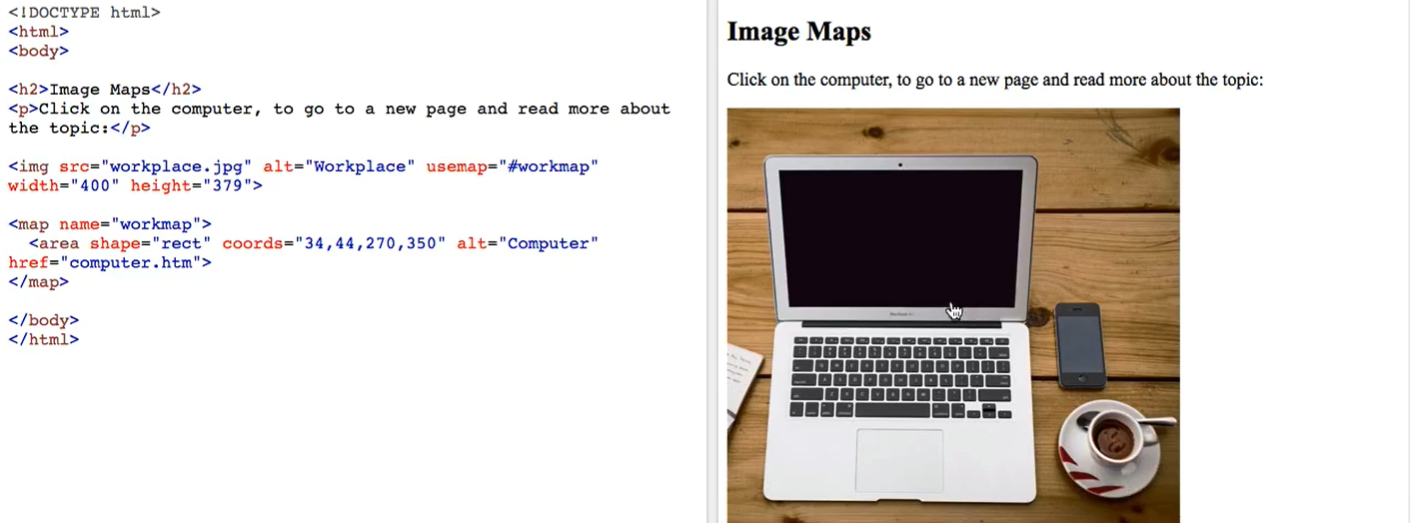 <!DOCTYPE html>
<html>
<body>
<h2>Image Maps</h2>
<p>Click on the computer, to go to a new page and read more about
the topic:</p>
<img src="workplace.jpg" alt="Workplace" usemap="#workmap"
width="400" height="379">
<map name="workmap">
<area shape="rect" coords="34,44,270,350" alt="Computer"
href="computer.htm">
</map>
</body>
</html>
Image Maps
Click on the computer, to go to a new page and read more about the topic: